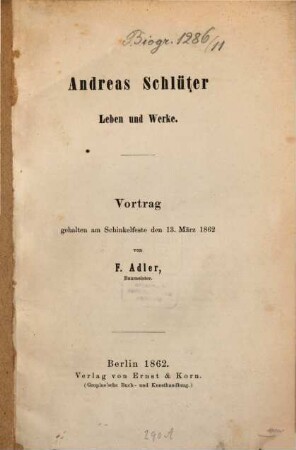 Biogr. 1286/11
Andreas Schlüter
Leben und Werke.
Vortrag
gehalten am Schinkelfeste den 13. März 1862
von
F. Adler,
Baumeister.
Berlin 1862.
Verlag von Ernst & Korn.
(Gropius'sche Buch- und Kunsthandlung.)